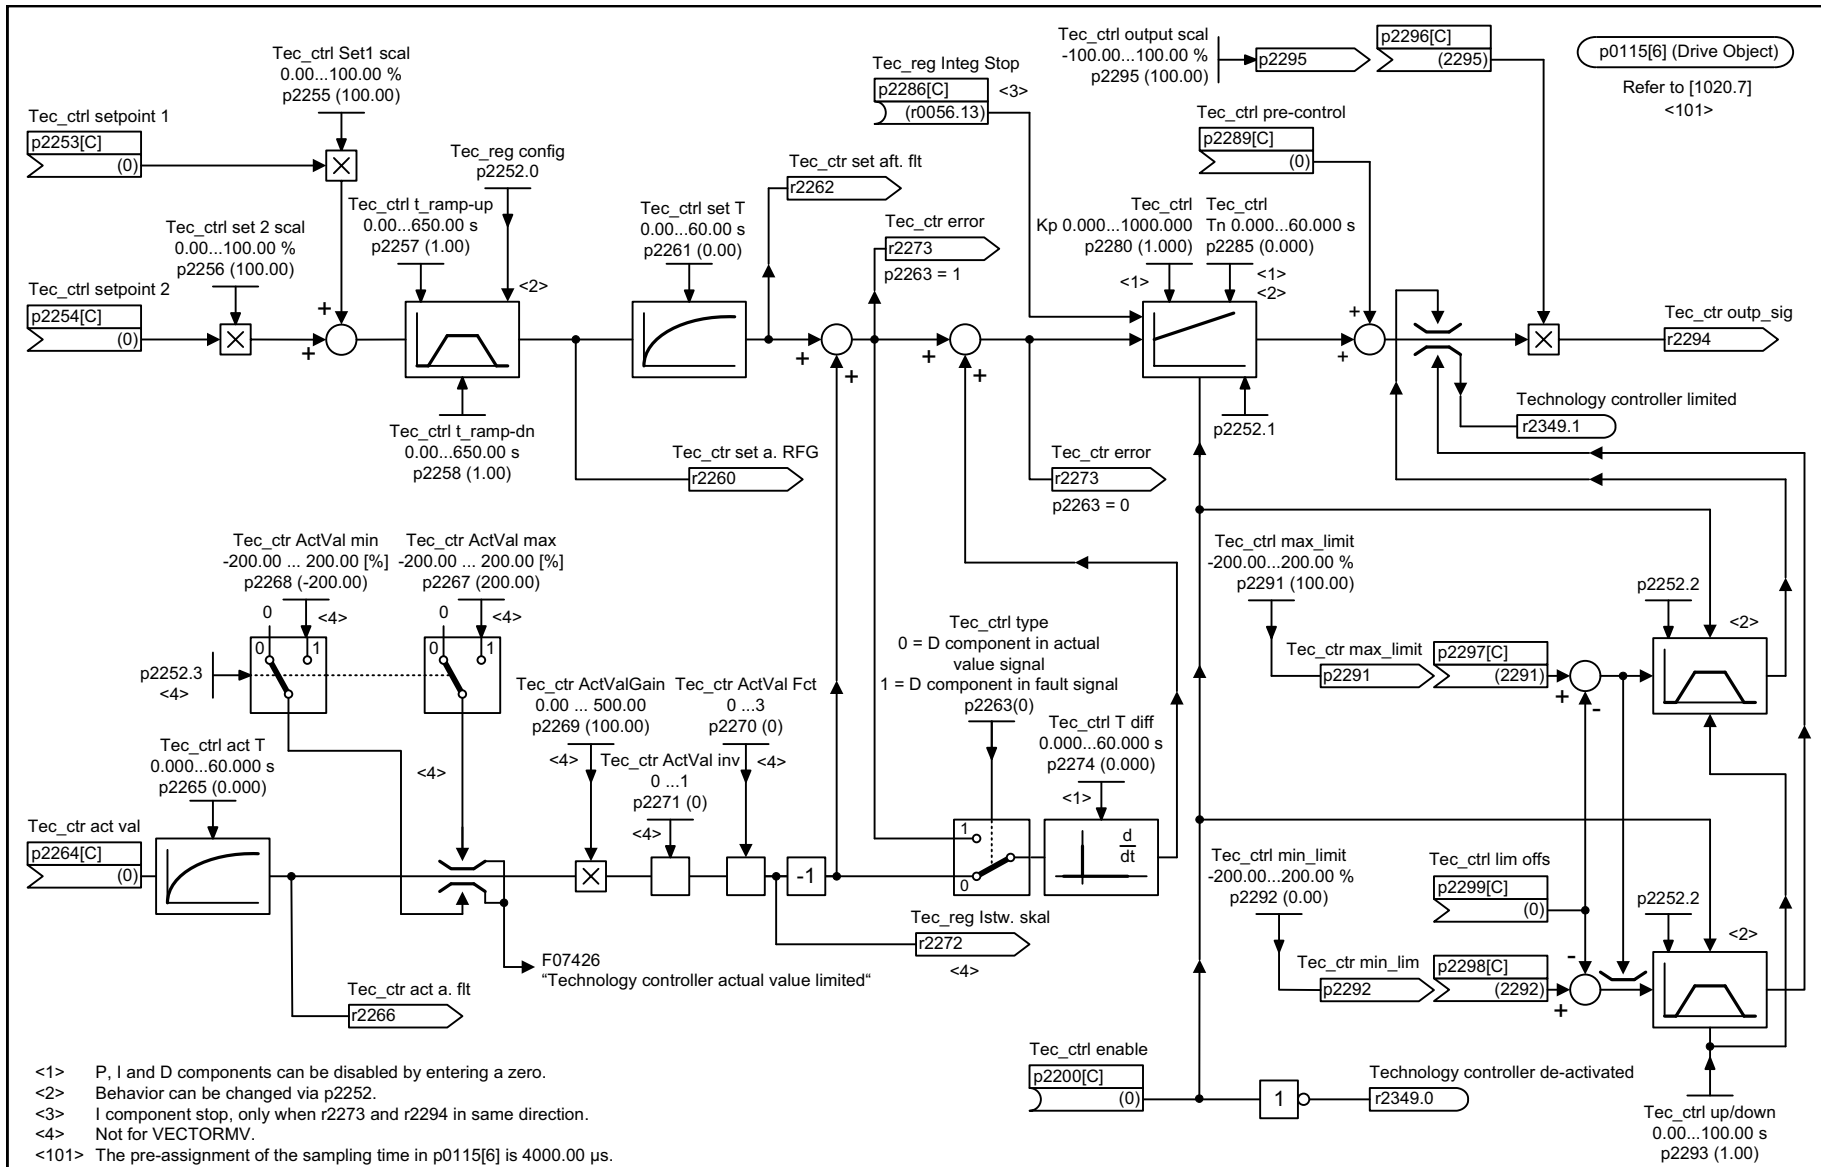 Tec_ctrl Set1 scal
0.00...100.00 %
p2255 (100.00)
Tec_ctrl setpoint 1
p2253[C]
(0)
Tec_reg config
p2252.0
Tec_ctrl set 2 scal
0.00...100.00 %
p2256 (100.00)
Tec_ctrl t_ramp-up
0.00...650.00 s
p2257 (1.00)
Tec_ctrl setpoint 2
p2254[C]
(0)
+
+
<2>
Tec_ctrl t_ramp-dn
0.00...650.00 s
p2258 (1.00)
Tec_ctrl set T
0.00...60.00 s
p2261 (0.00)
Tec_ctr set a. RFG
r2260
Tec_ctr set aft. flt
r2262
+
+
Tec_ctr error
r2273
p2263 = 1
+
+
Tec_ctr error
r2273
p2263 = 0
Tec_reg Integ Stop
p2286[C]
<3>
(r0056.13)
Tec_ctrl
Kp 0.000...1000.000
p2280 (1.000)
<1>
Tec_ctrl
Tn 0.000...60.000 s
p2285 (0.000)
<1>
<2>
p2252.1
Tec_ctrl output scal
-100.00...100.00 %
p2295 (100.00)
p2295
p2296[C]
(2295)
Tec_ctrl pre-control
p2289[C]
(0)
+
+
p0115[6] (Drive Object)
Refer to [1020.7]
<101>
Tec_ctr outp_sig
r2294
Technology controller limited
r2349.1
Tec_ctr ActVal min
-200.00 ... 200.00 [%]
p2268 (-200.00)
0
<4>
0
1
Tec_ctr ActVal max
-200.00 ... 200.00 [%]
p2267 (200.00)
0
<4>
0
1
p2252.3
<4>
Tec_ctrl act T
0.000...60.000 s
p2265 (0.000)
Tec_ctr act val
p2264[C]
(0)
<4>
Tec_ctr act a. flt
r2266
F07426
“Technology controller actual value limited“
Tec_ctr ActValGain
0.00 ... 500.00
p2269 (100.00)
<4>
Tec_ctr ActVal inv
0 ...1
p2271 (0)
<4>
Tec_ctr ActVal Fct
0 ...3
p2270 (0)
<4>
-1
Tec_reg Istw. skal
r2272
<4>
Tec_ctrl type
0 = D component in actual
value signal
1 = D component in fault signal
p2263(0)
1
0
Tec_ctrl T diff
0.000...60.000 s
p2274 (0.000)
<1>
d
dt
Tec_ctrl max_limit
-200.00...200.00 %
p2291 (100.00)
Tec_ctr max_limit
p2291
p2297[C]
(2291)
+
-
p2252.2
<2>
Tec_ctrl min_limit
-200.00...200.00 %
p2292 (0.00)
Tec_ctrl lim offs
p2299[C]
(0)
Tec_ctr min_lim
p2292
p2298[C]
(2292)
-
+
p2252.2
<2>
Tec_ctrl enable
p2200[C]
(0)
1
Technology controller de-activated
r2349.0
Tec_ctrl up/down
0.00...100.00 s
p2293 (1.00)
<1> P, I and D components can be disabled by entering a zero.
<2> Behavior can be changed via p2252.
<3> I component stop, only when r2273 and r2294 in same direction.
<4> Not for VECTORMV.
<101> The pre-assignment of the sampling time in p0115[6] is 4000.00 µs.